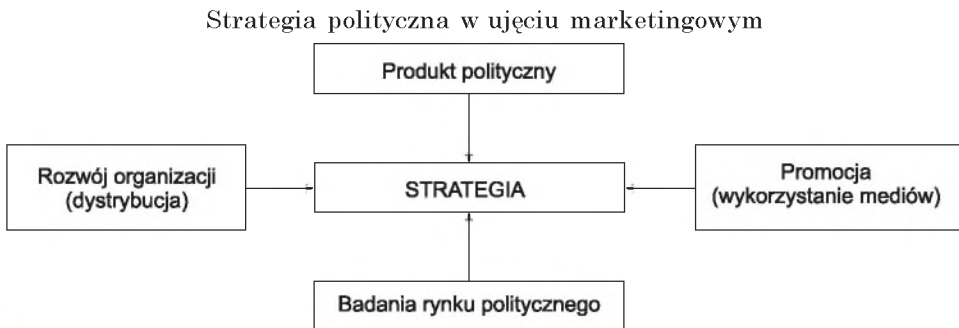 Strategia polityczna w ujęciu marketingowym
Produkt polityczny
Rozwój organizacji
(dystrybucja)
STRATEGIA
Promocja
(wykorzystanie mediów)
Badania rynku politycznego